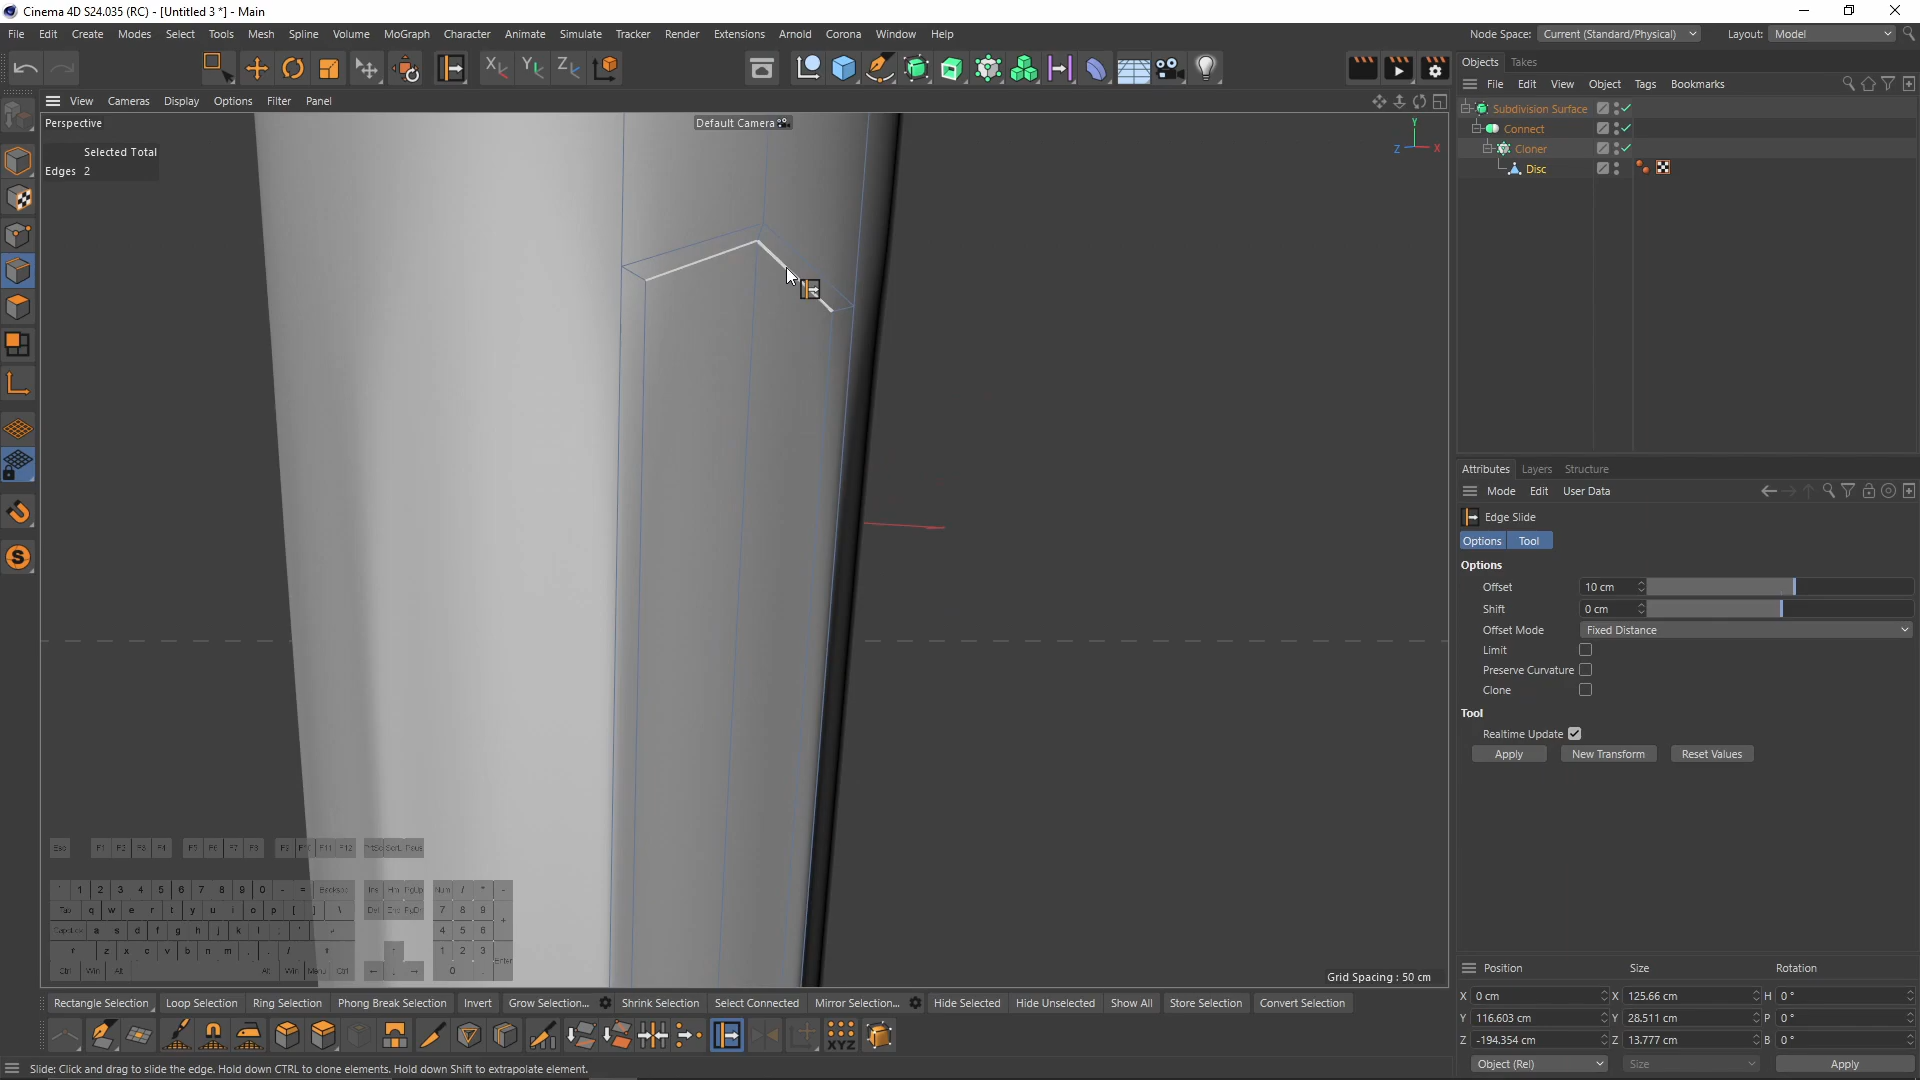 Cinema 4D S24.035 (RC) - [Untitled 3 *] - Main
File Edit Create Modes Select Tools Mesh Spline Volume MoGraph Character Animate Simulate Tracker Render Extensions Arnold Corona Window Help
Node Space: Current (Standard/Physical) Layout: Model
Objects Takes
File Edit View Object Tags Bookmarks
View Cameras Display Options Filter Panel
Perspective
Default Camera
Y
Z X
Selected Total
Edges 2
Subdivision Surface
Connect
Cloner
Disc
Attributes Layers Structure
Mode Edit User Data
Edge Slide
Options Tool
Options
Offset 10 cm
Shift 0 cm
Offset Mode Fixed Distance
Limit
Preserve Curvature
Clone
Tool
Realtime Update
Apply New Transform Reset Values
Grid Spacing : 50 cm
Position Size Rotation
X 0 cm X 125.66 cm H 0 °
Y 116.603 cm Y 28.511 cm P 0 °
Z -194.354 cm Z 13.777 cm B 0 °
Object (Rel) Size Apply
Rectangle Selection Loop Selection Ring Selection Phong Break Selection Invert Grow Selection... Shrink Selection Select Connected Mirror Selection... Hide Selected Hide Unselected Show All Store Selection Convert Selection
XYZ
Slide: Click and drag to slide the edge. Hold down CTRL to clone elements. Hold down Shift to extrapolate element.